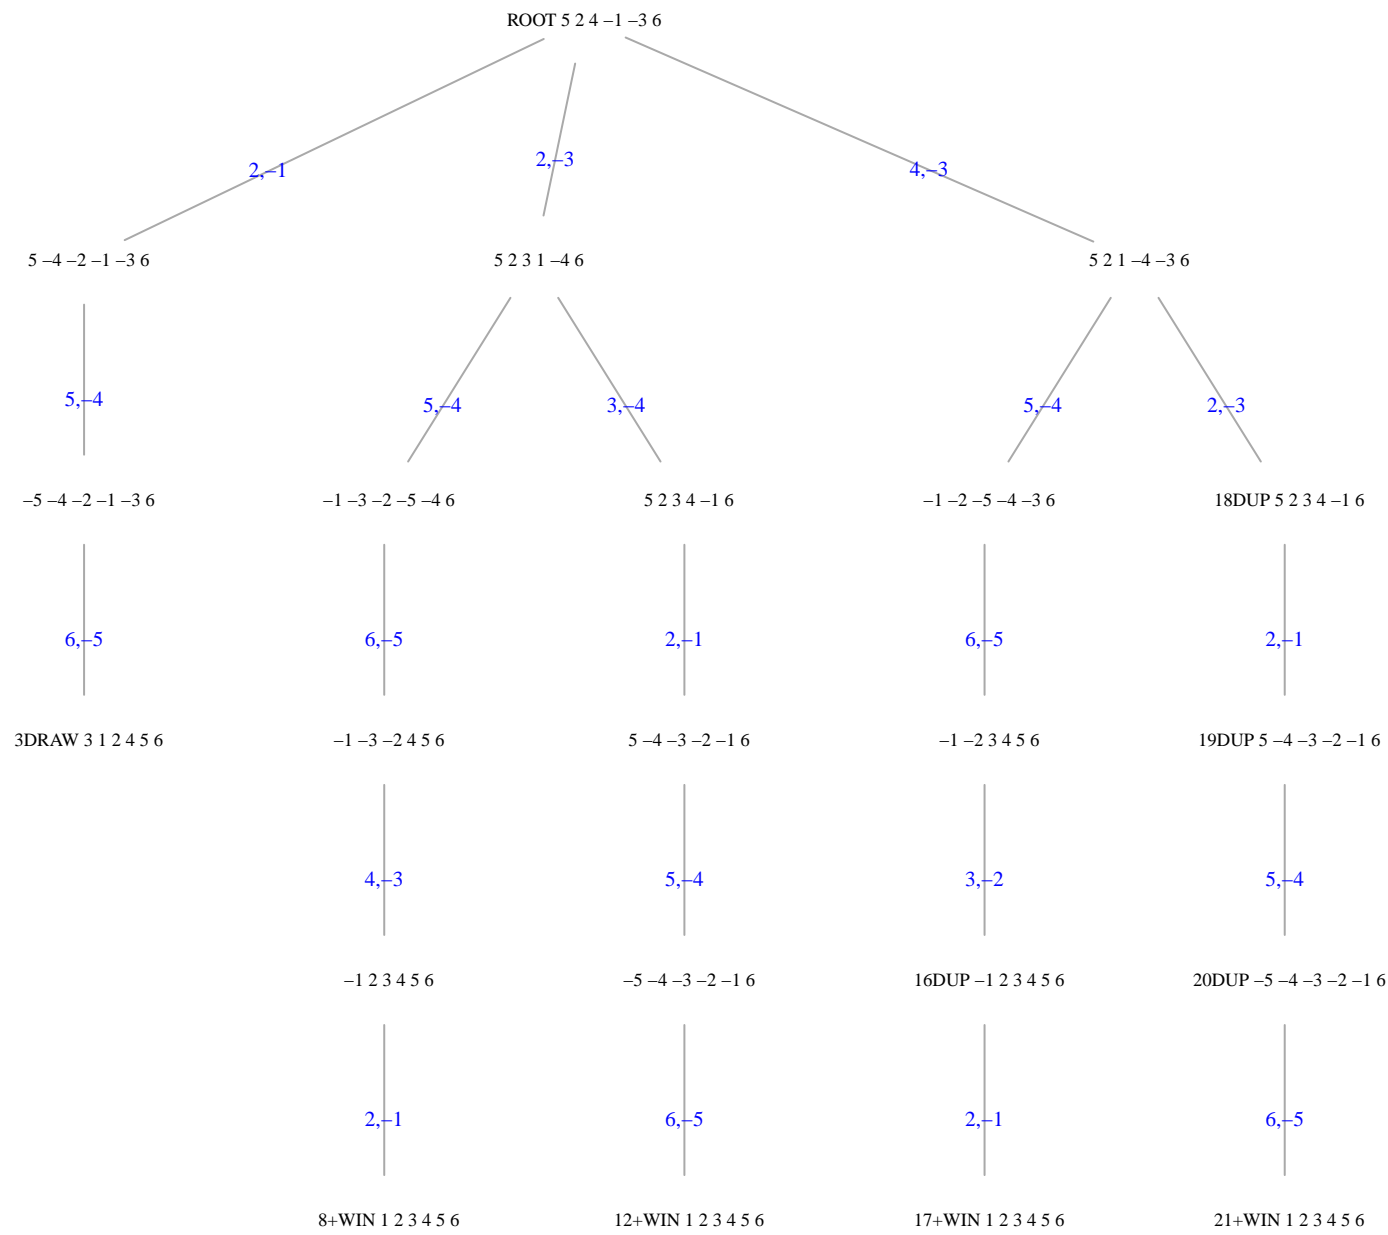 ROOT 5 2 4 –1 –3 6
2,–1
2,–3
4,–3
5 –4 –2 –1 –3 6
5 2 3 1 –4 6
5 2 1 –4 –3 6
5,–4
5,–4
3,–4
5,–4
2,–3
–5 –4 –2 –1 –3 6
–1 –3 –2 –5 –4 6
5 2 3 4 –1 6
–1 –2 –5 –4 –3 6
18DUP 5 2 3 4 –1 6
6,–5
6,–5
2,–1
6,–5
2,–1
3DRAW 3 1 2 4 5 6
–1 –3 –2 4 5 6
5 –4 –3 –2 –1 6
–1 –2 3 4 5 6
19DUP 5 –4 –3 –2 –1 6
4,–3
5,–4
3,–2
5,–4
–1 2 3 4 5 6
–5 –4 –3 –2 –1 6
16DUP –1 2 3 4 5 6
20DUP –5 –4 –3 –2 –1 6
2,–1
6,–5
2,–1
6,–5
8+WIN 1 2 3 4 5 6
12+WIN 1 2 3 4 5 6
17+WIN 1 2 3 4 5 6
21+WIN 1 2 3 4 5 6